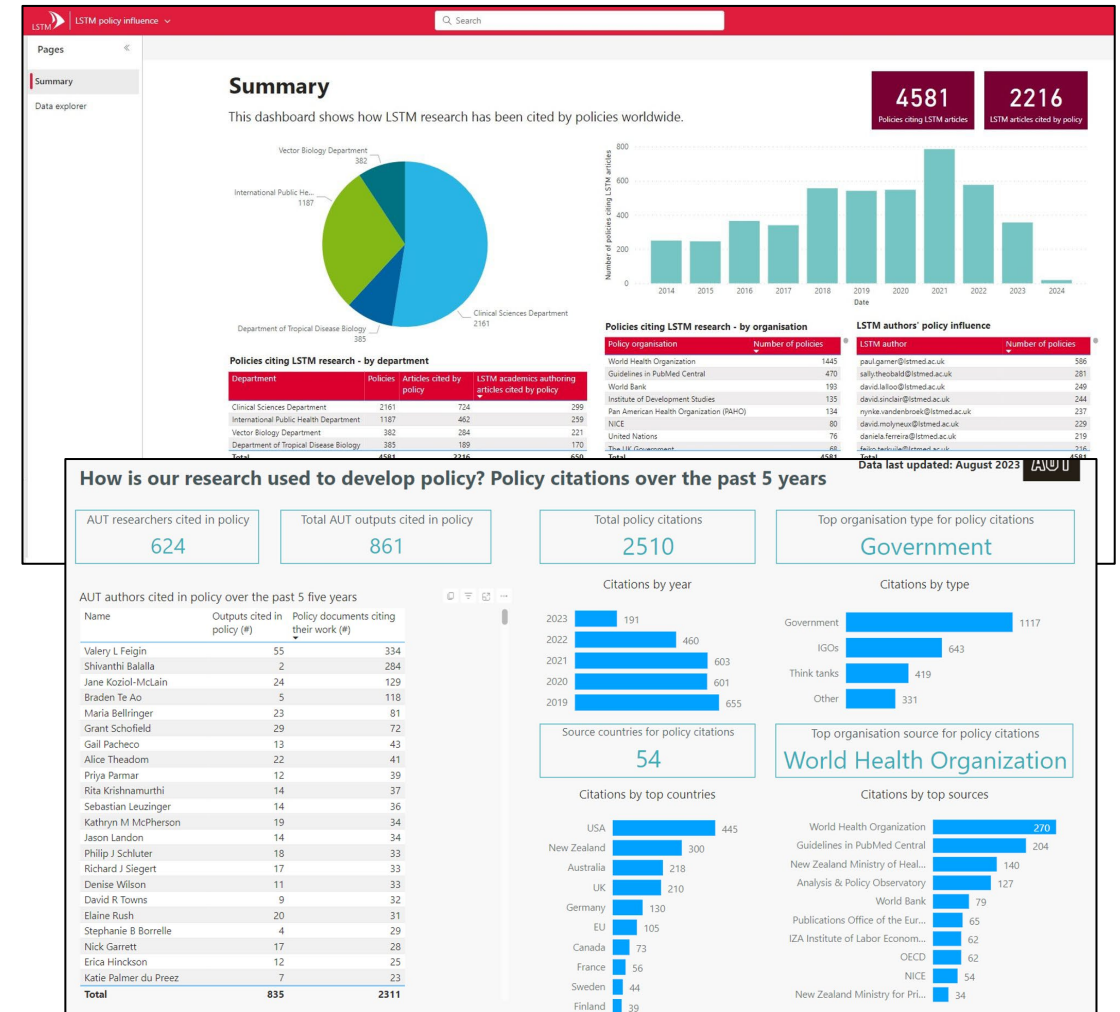 LSTM
LSTM policy influence
Search
Pages
Summary
Data explorer
Summary
This dashboard shows how LSTM research has been cited by policies worldwide.
4581
Policies citing LSTM articles
2216
LSTM articles cited by policy
Vector Biology Department
382
International Public He...
1187
Department of Tropical Disease Biology
385
Clinical Sciences Department
2161
Number of policies citing LSTM articles
800
600
400
200
0
2014 2015 2016 2017 2018 2019 2020 2021 2022 2023 2024
Date
Policies citing LSTM research - by department
Department Policies Articles cited by policy LSTM academics authoring articles cited by policy
Clinical Sciences Department 2161 724 299
International Public Health Department 1187 462 259
Vector Biology Department 382 284 221
Department of Tropical Disease Biology 385 189 170
Total 4581 2216 650
Policies citing LSTM research - by organisation
Policy organisation Number of policies
World Health Organization 1445
Guidelines in PubMed Central 470
World Bank 193
Institute of Development Studies 135
Pan American Health Organization (PAHO) 134
NICE 80
United Nations 76
The UK Government 68
Total 4581
LSTM authors' policy influence
LSTM author Number of policies
paul.garner@lstmed.ac.uk 586
sally.theobald@lstmed.ac.uk 281
david.lalloo@lstmed.ac.uk 249
david.sinclair@lstmed.ac.uk 244
nynke.vandenbroek@lstmed.ac.uk 237
david.molyneux@lstmed.ac.uk 229
daniela.ferreira@lstmed.ac.uk 219
216
Total 4581
How is our research used to develop policy? Policy citations over the past 5 years
Data last updated: August 2023
AUT
AUT researchers cited in policy
624
Total AUT outputs cited in policy
861
Total policy citations
2510
Top organisation type for policy citations
Government
AUT authors cited in policy over the past 5 five years
Name Outputs cited in policy (#) Policy documents citing their work (#)
Valery L Feigin 55 334
Shivanthi Balalla 2 284
Jane Koziol-McLain 24 129
Braden Te Ao 5 118
Maria Bellringer 23 81
Grant Schofield 29 72
Gail Pacheco 13 43
Alice Theadom 22 41
Priya Parmar 12 39
Rita Krishnamurthi 14 37
Sebastian Leuzinger 14 36
Kathryn M McPherson 19 34
Jason Landon 14 34
Philip J Schluter 18 33
Richard J Siegert 17 33
Denise Wilson 11 33
David R Towns 9 32
Elaine Rush 20 31
Stephanie B Borrelle 4 29
Nick Garrett 17 28
Erica Hinckson 12 25
Katie Palmer du Preez 7 23
Total 835 2311
Citations by year
2023 191
2022 460
2021 603
2020 601
2019 655
Citations by type
Government 1117
IGOs 643
Think tanks 419
Other 331
Source countries for policy citations
54
Top organisation source for policy citations
World Health Organization
Citations by top countries
USA 445
New Zealand 300
Australia 218
UK 210
Germany 130
EU 105
Canada 73
France 56
Sweden 44
Finland 39
Citations by top sources
World Health Organization 270
Guidelines in PubMed Central 204
New Zealand Ministry of Heal... 140
Analysis & Policy Observatory 127
World Bank 79
Publications Office of the Eur... 65
IZA Institute of Labor Econom... 62
OECD 62
NICE 54
New Zealand Ministry for Pri... 34